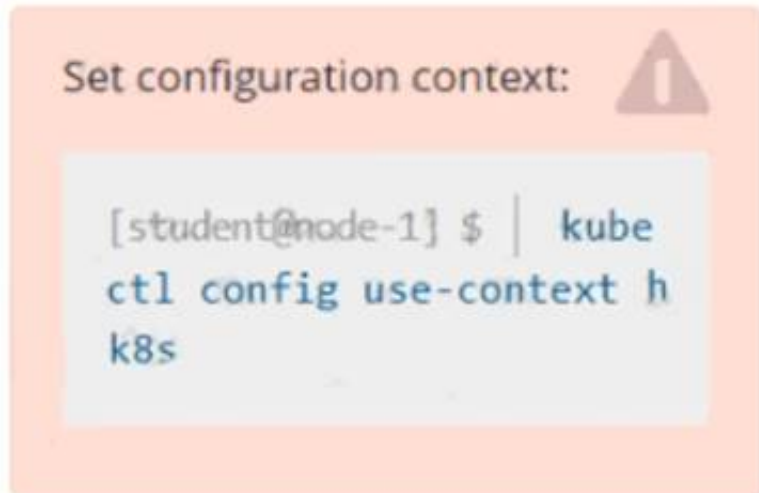 Set configuration context:
[student@node-1] $ | kube
ctl config use-context h
k8s